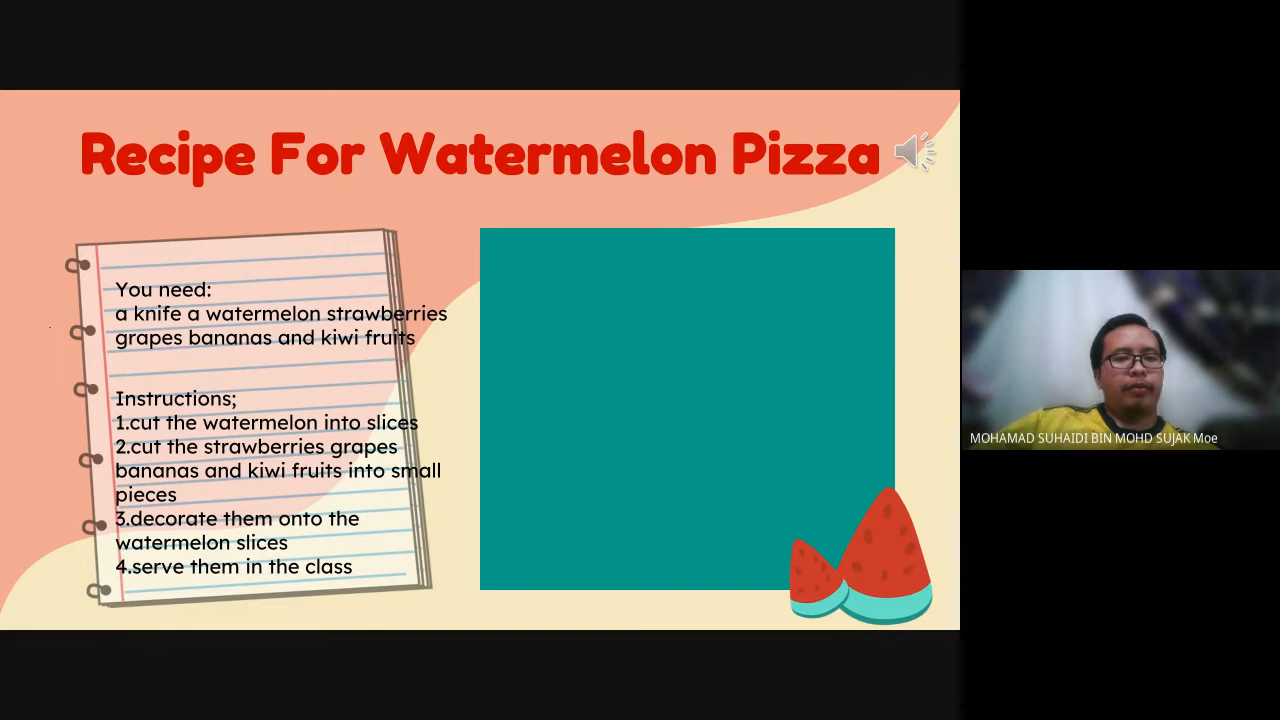 Recipe For Watermelon Pizza
You need:
a knife a watermelon strawberries
grapes bananas and kiwi fruits
Instructions;
1.cut the watermelon into slices
2.cut the strawberries grapes
bananas and kiwi fruits into small
pieces
3.decorate them onto the
watermelon slices
4.serve them in the class
MOHAMAD SUHAIDI BIN MOHD SUJAK Moe